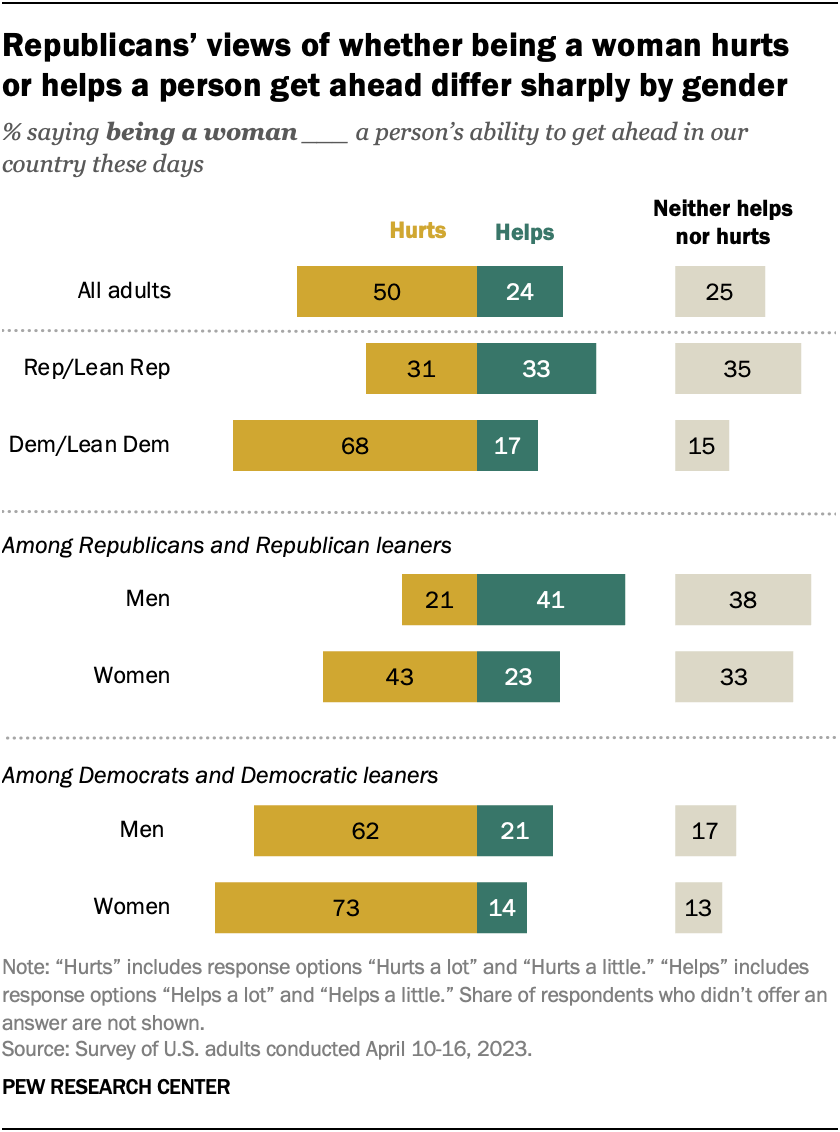 Republicans’ views of whether being a woman hurts
or helps a person get ahead differ sharply by gender
% saying being a woman ___ a person’s ability to get ahead in our
country these days
Hurts Helps Neither helps
nor hurts
All adults 50 24 25
Rep/Lean Rep 31 33 35
Dem/Lean Dem 68 17 15
Among Republicans and Republican leaners
Men 21 41 38
Women 43 23 33
Among Democrats and Democratic leaners
Men 62 21 17
Women 73 14 13
Note: “Hurts” includes response options “Hurts a lot” and “Hurts a little.” “Helps” includes
response options “Helps a lot” and “Helps a little.” Share of respondents who didn’t offer an
answer are not shown.
Source: Survey of U.S. adults conducted April 10-16, 2023.
PEW RESEARCH CENTER